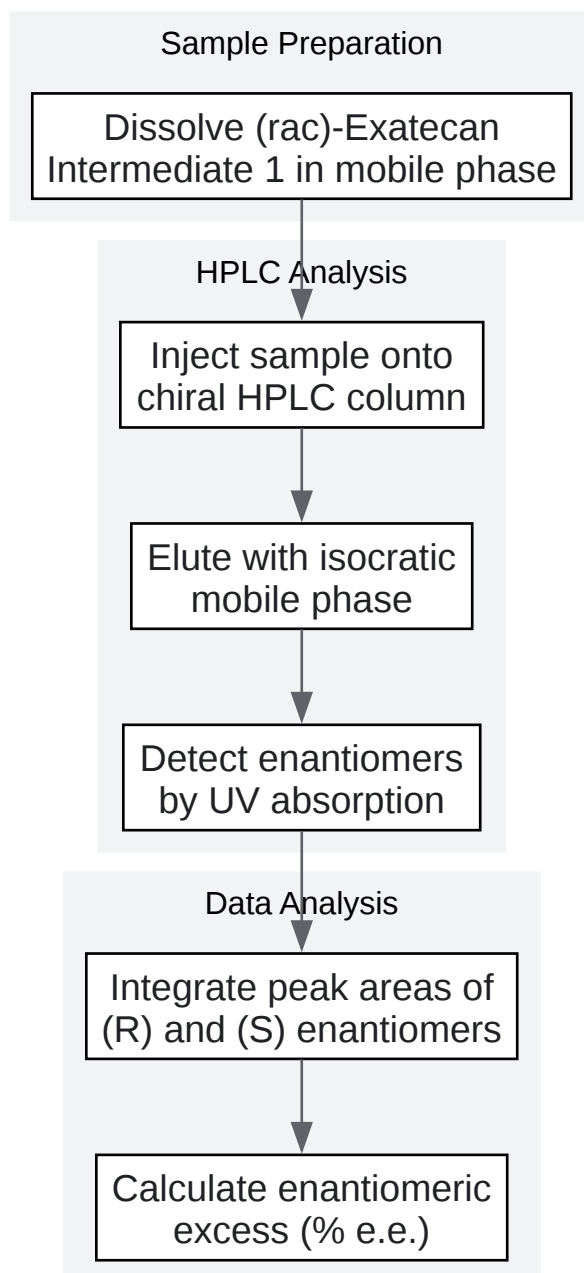 Sample Preparation
Dissolve (rac)-Exatecan
Intermediate 1 in mobile phase
HPLC Analysis
Inject sample onto
chiral HPLC column
Elute with isocratic
mobile phase
Detect enantiomers
by UV absorption
Data Analysis
Integrate peak areas of
(R) and (S) enantiomers
Calculate enantiomeric
excess (% e.e.)